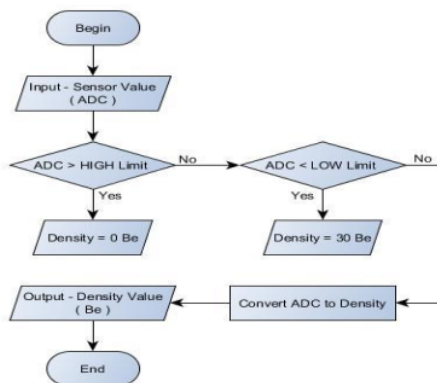 Begin
Input - Sensor Value
( ADC )
ADC > HIGH Limit
No
ADC < LOW Limit
No
Yes
Yes
Density = 0 Be
Density = 30 Be
Output - Density Value
( Be )
Convert ADC to Density
End